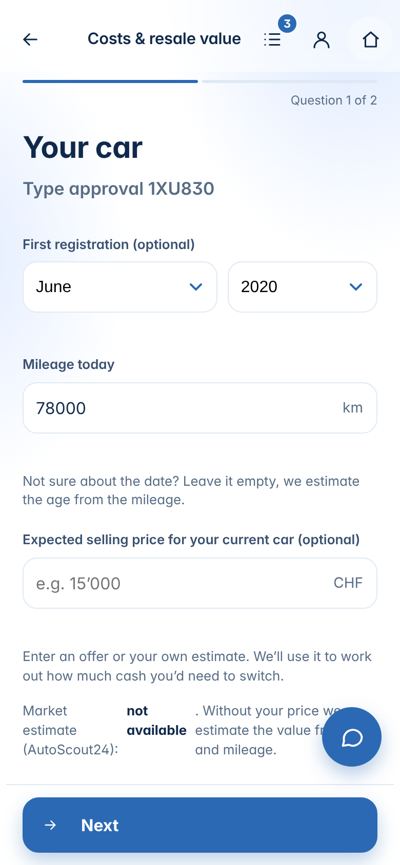 Costs & resale value
3
Question 1 of 2
Your car
Type approval 1XU830
First registration (optional)
June
2020
Mileage today
78000
km
Not sure about the date? Leave it empty, we estimate
the age from the mileage.
Expected selling price for your current car (optional)
e.g. 15’000
CHF
Enter an offer or your own estimate. We’ll use it to work
out how much cash you’d need to switch.
Market
estimate
(AutoScout24):
not
available
. Without your price we
estimate the value
and mileage.
Next